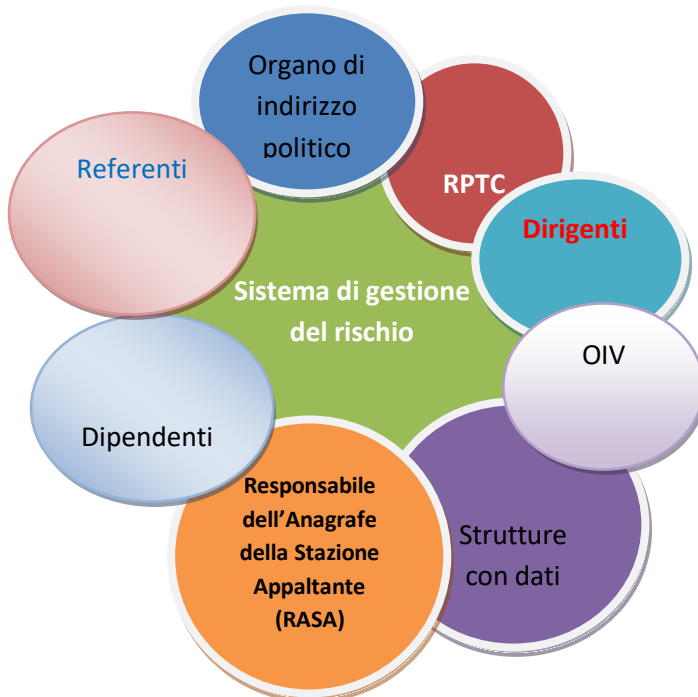 Organo di
indirizzo
politico
RPTC
Dirigenti
OIV
Strutture
con dati
Responsabile
dell’Anagrafe
della Stazione
Appaltante
(RASA)
Dipendenti
Referenti
Sistema di gestione
del rischio